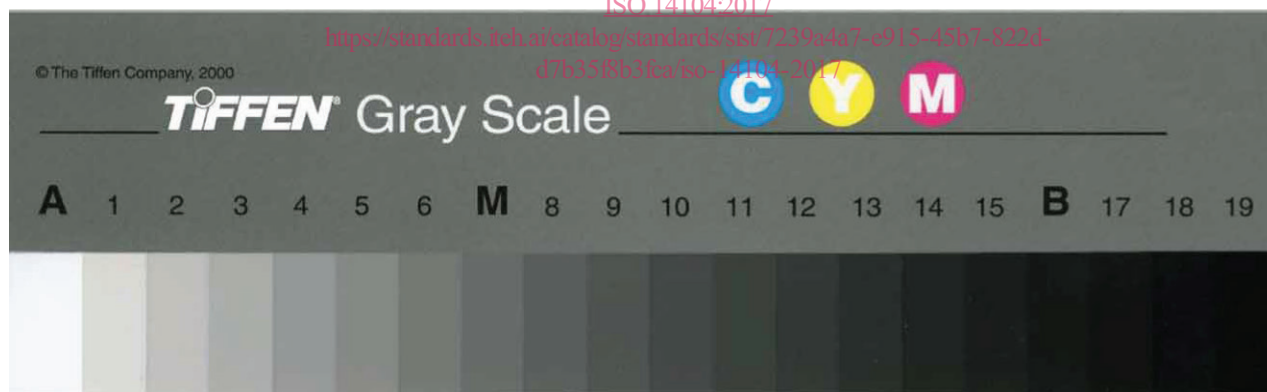 ISO 14104:2017
https://standards.iteh.ai/catalog/standards/sist/7239a4a7-e915-45b7-822d-
d7b35f8b3fca/iso-14104-2017
© The Tiffen Company, 2000
TIFFEN® Gray Scale C Y M
A 1 2 3 4 5 6 M 8 9 10 11 12 13 14 15 B 17 18 19